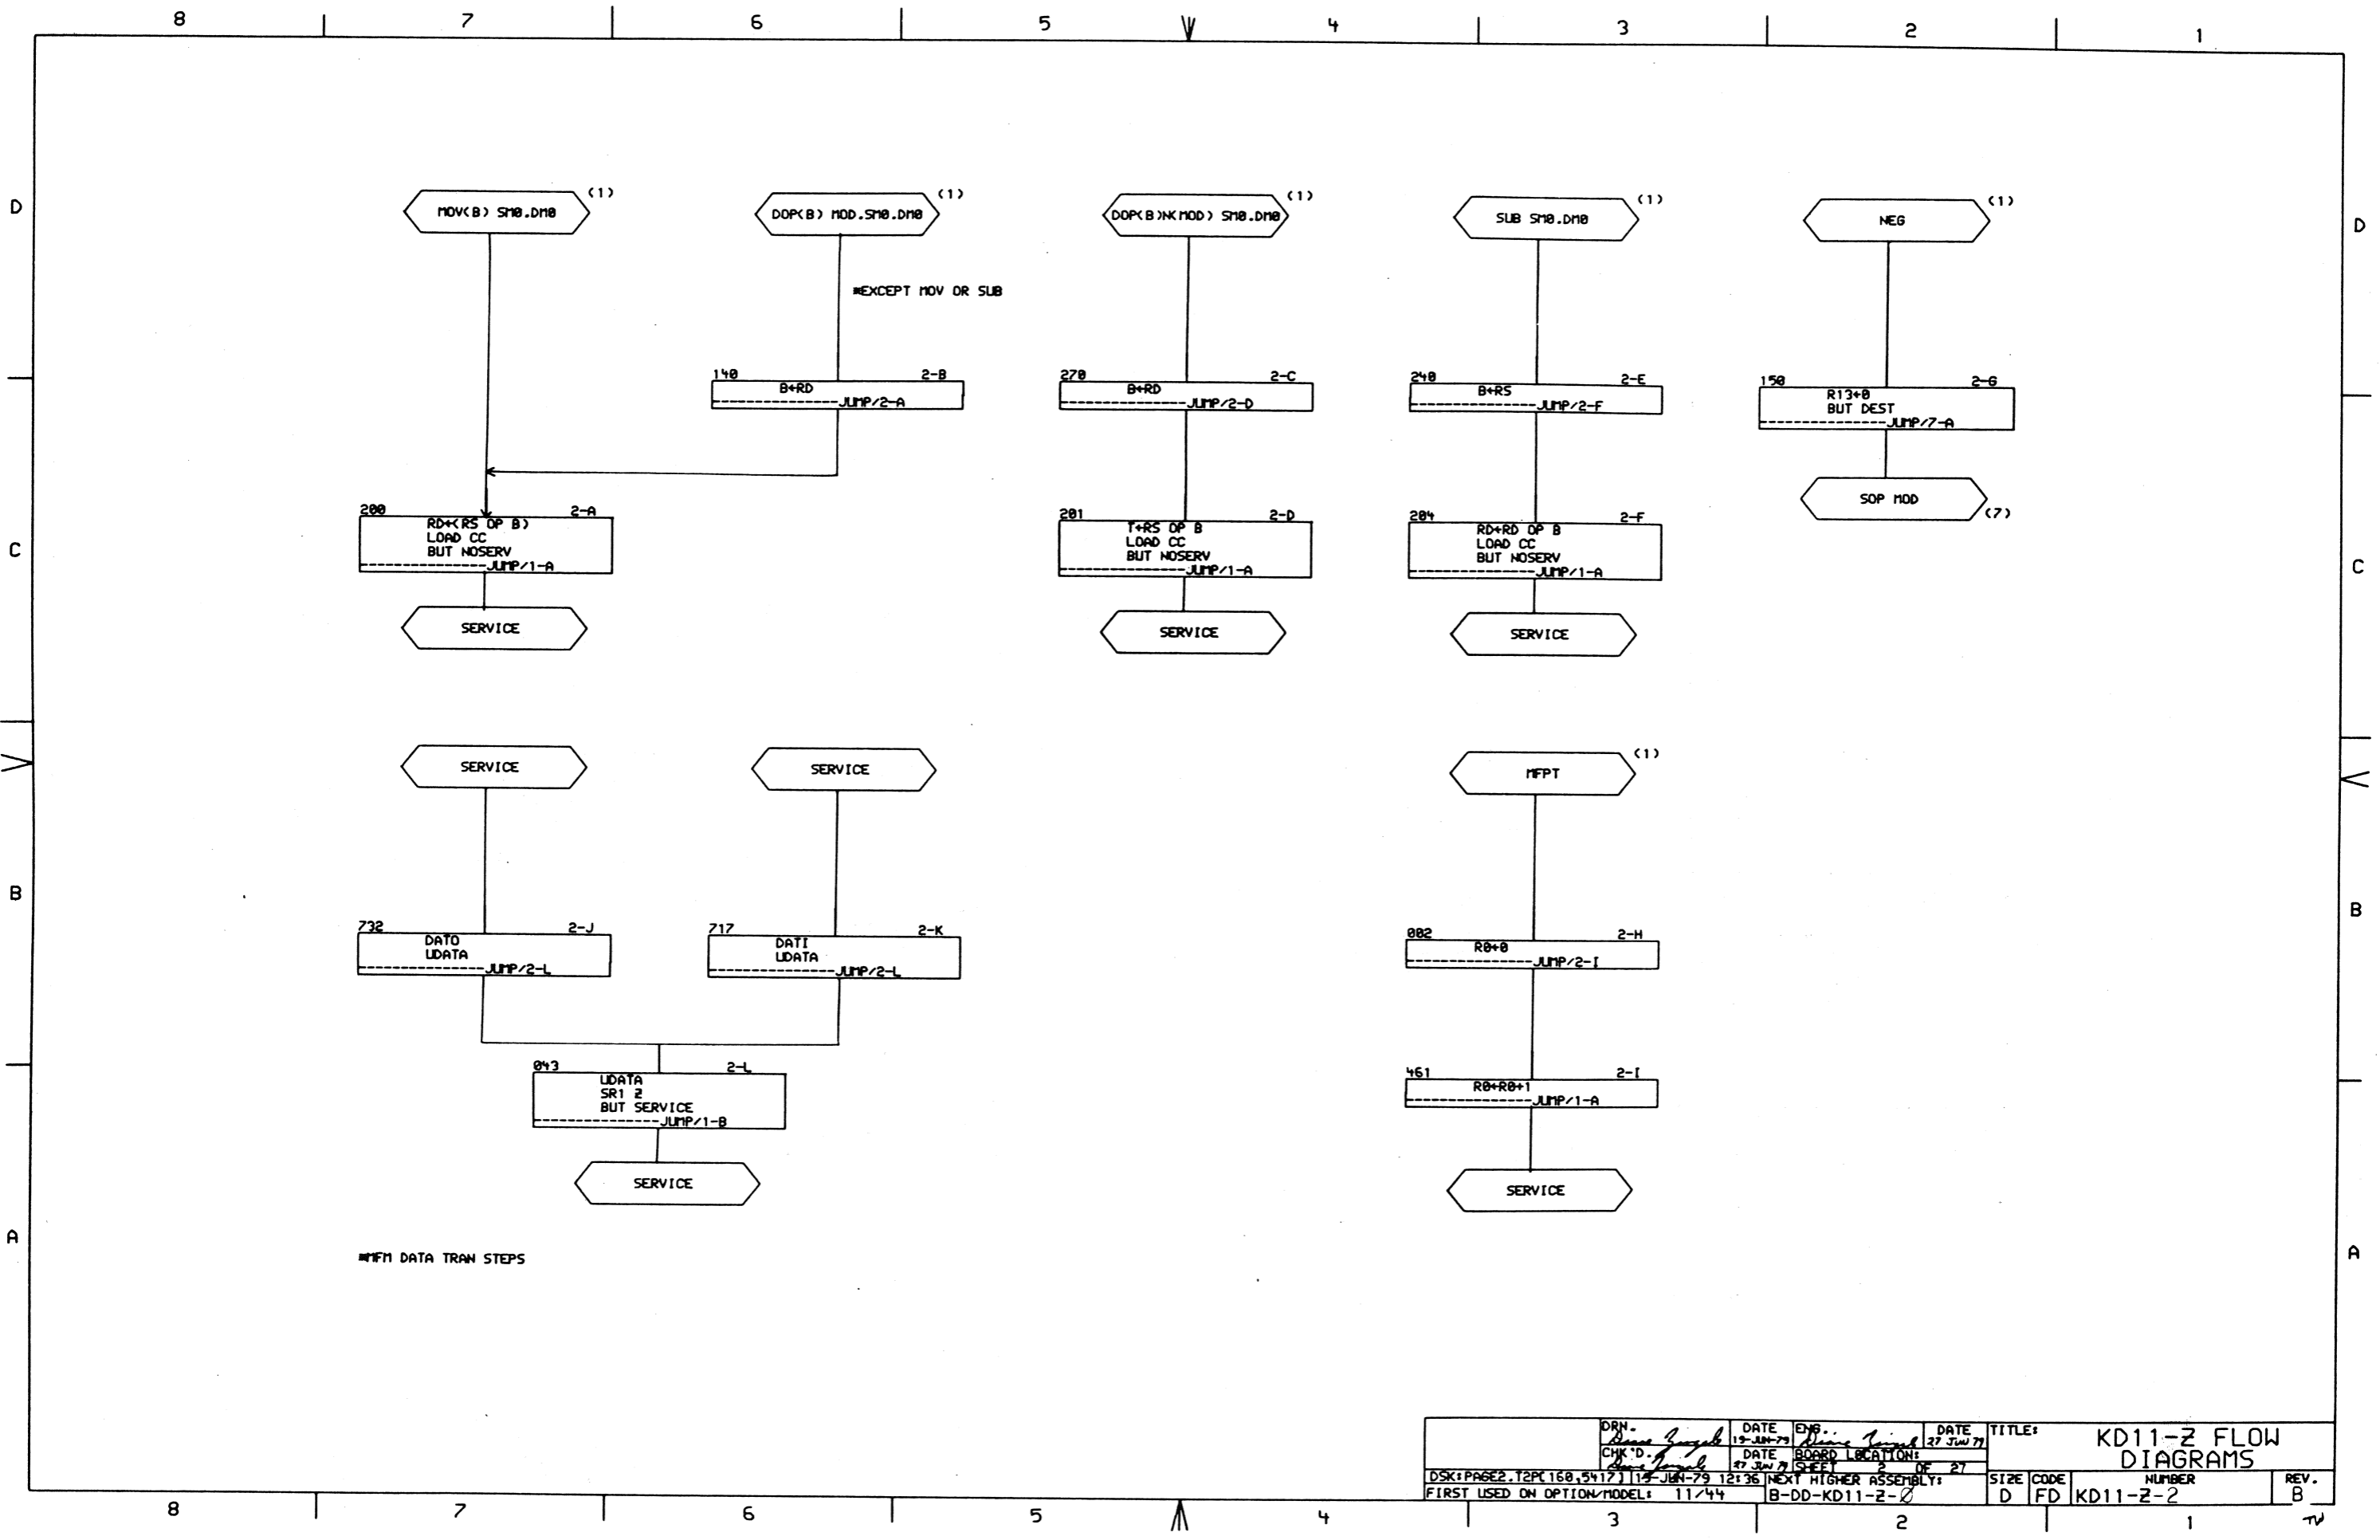 8 7 6 5 4 3 2 1
D D
MOV(B) SM0.DM0 (1)
DOP(B) MOD.SM0.DM0 (1)
DOP(B)N(MOD) SM0.DM0 (1)
SUB SM0.DM0 (1)
NEG (1)
*EXCEPT MOV OR SUB
140 2-B
B←RD
JUMP/2-A
270 2-C
B←RD
JUMP/2-D
240 2-E
B←RS
JUMP/2-F
150 2-G
R13←0
BUT DEST
JUMP/7-A
SOP MOD (7)
C C
200 2-A
RD←(RS OP B)
LOAD CC
BUT NOSERV
JUMP/1-A
SERVICE
201 2-D
T←RS OP B
LOAD CC
BUT NOSERV
JUMP/1-A
SERVICE
204 2-F
RD←RD OP B
LOAD CC
BUT NOSERV
JUMP/1-A
SERVICE
SERVICE
SERVICE
MFPT (1)
B B
732 2-J
DATO
UDATA
JUMP/2-L
717 2-K
DATI
UDATA
JUMP/2-L
002 2-H
R0←0
JUMP/2-I
043 2-L
UDATA
SR1 2
BUT SERVICE
JUMP/1-B
SERVICE
461 2-I
R0←R0+1
JUMP/1-A
SERVICE
A A
*MFM DATA TRAN STEPS
DRN.
DATE
19-JUN-79
ENG.
DATE
27 JUN 79
TITLE:
KD11-Z FLOW
DIAGRAMS
CHK'D.
DATE
27 JUN 79
BOARD LOCATION:
SHEET 2 OF 27
DSK:PAGE2.T2P[160,5417] 15-JUN-79 12:36
NEXT HIGHER ASSEMBLY:
B-DD-KD11-Z-0
FIRST USED ON OPTION/MODEL: 11/44
SIZE CODE NUMBER REV.
D FD KD11-Z-2 B
8 7 6 5 4 3 2 1